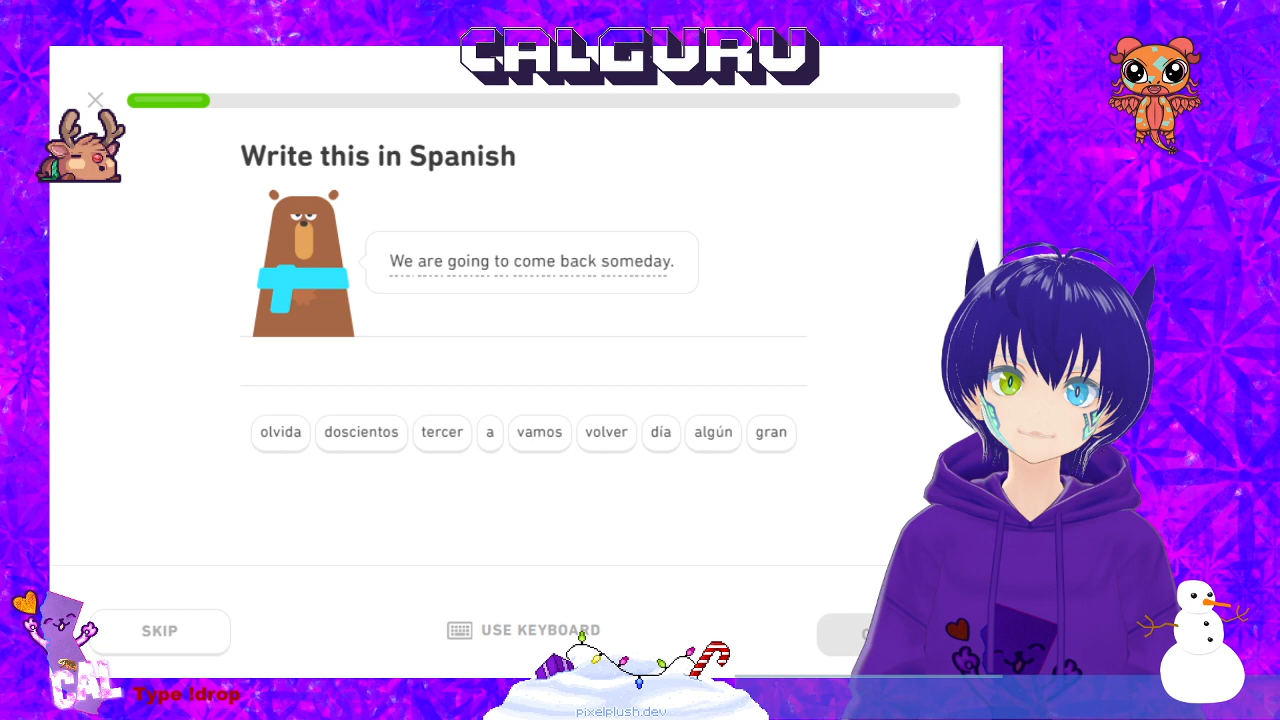 CALGURU
Write this in Spanish
We are going to come back someday.
olvida doscientos tercer a vamos volver día algún gran
SKIP
USE KEYBOARD
CAL
Type !drop
pixelplush.dev